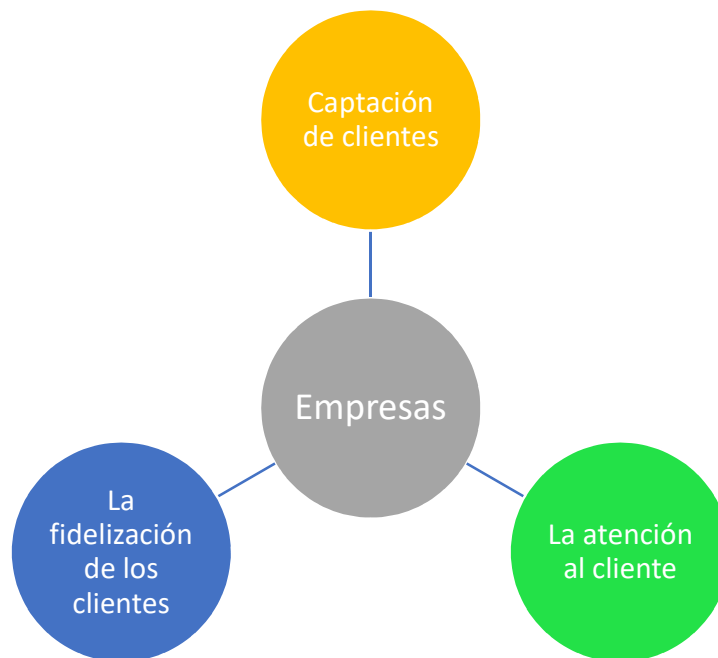 Captación
de clientes
Empresas
La
fidelización
de los
clientes
La atención
al cliente